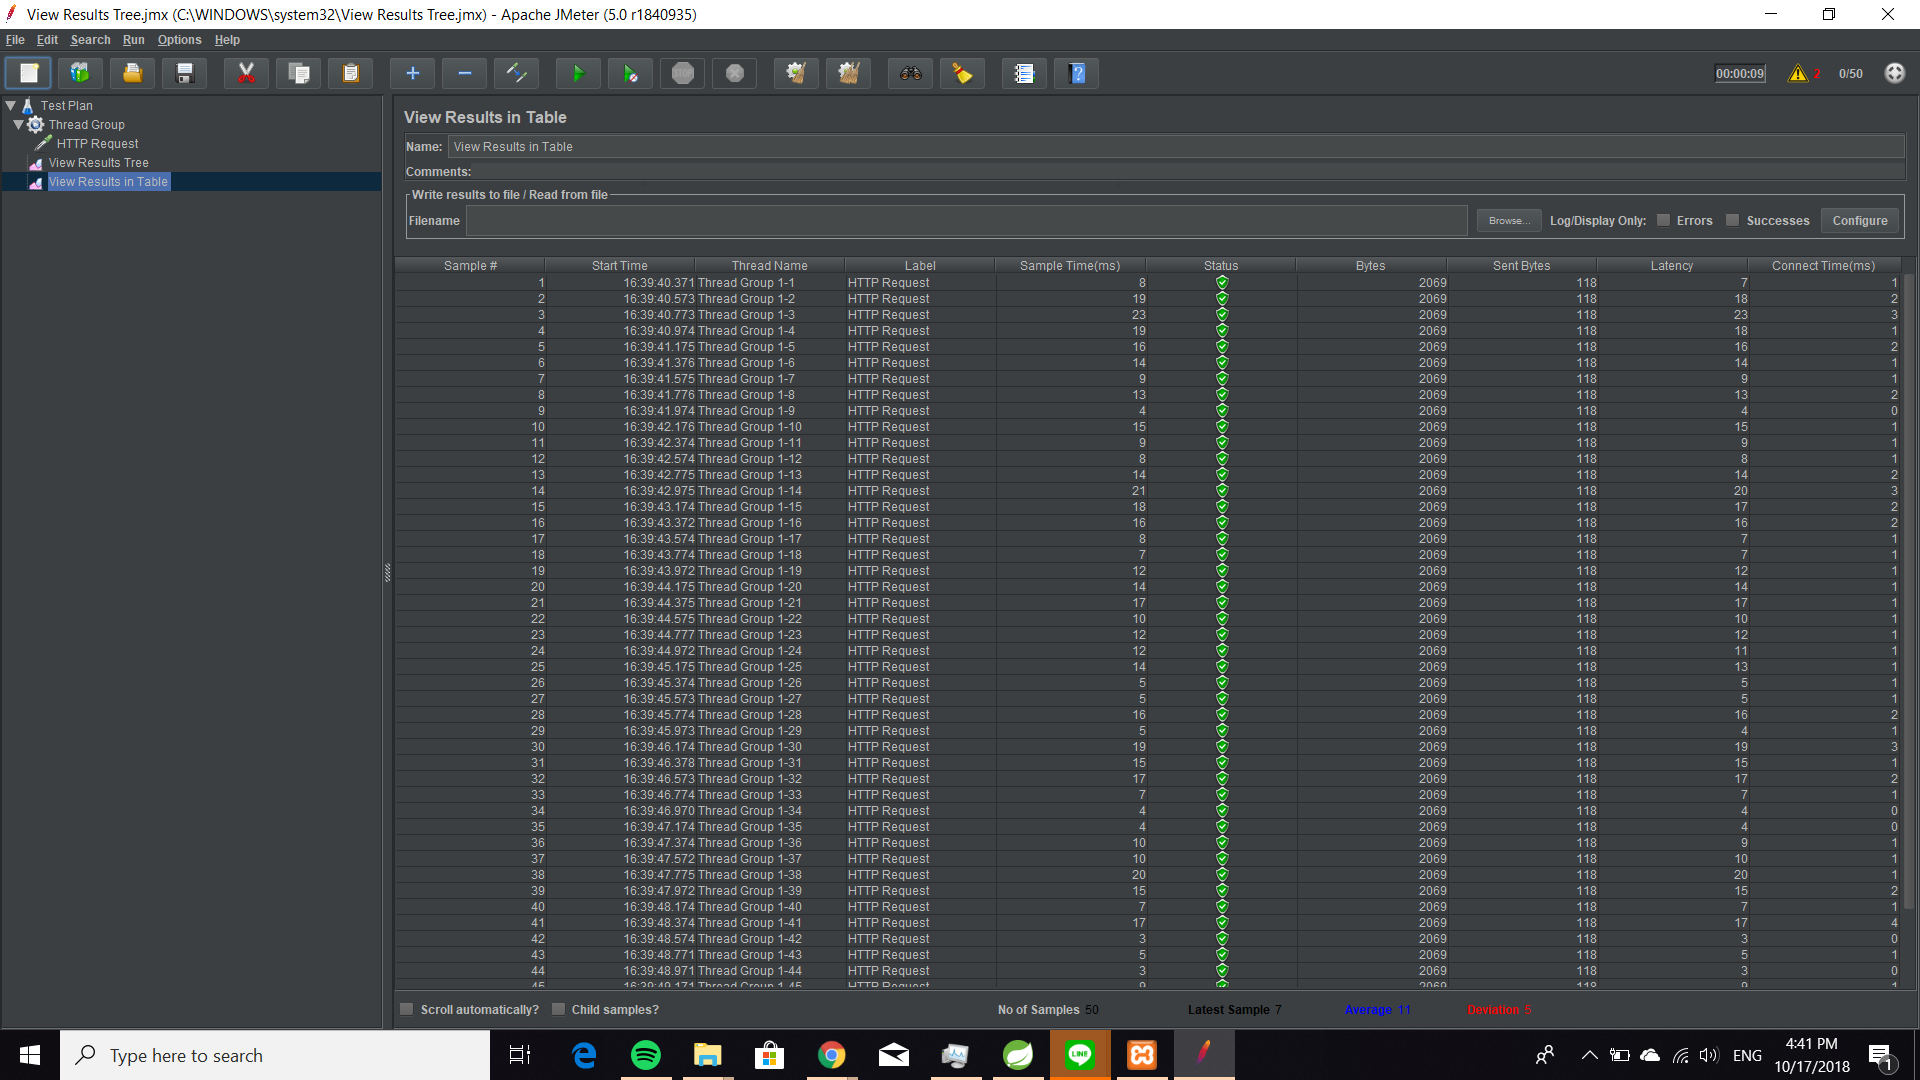 View Results Tree.jmx (C:\WINDOWS\system32\View Results Tree.jmx) - Apache JMeter (5.0 r1840935)
File Edit Search Run Options Help
STOP 00:00:09 2 0/50
Test Plan
Thread Group
HTTP Request
View Results Tree
View Results in Table
View Results in Table
Name: View Results in Table
Comments:
Write results to file / Read from file
Filename Browse... Log/Display Only: Errors Successes Configure
Sample # Start Time Thread Name Label Sample Time(ms) Status Bytes Sent Bytes Latency Connect Time(ms)
1 16:39:40.371 Thread Group 1-1 HTTP Request 8 2069 118 7 1
2 16:39:40.573 Thread Group 1-2 HTTP Request 19 2069 118 18 2
3 16:39:40.773 Thread Group 1-3 HTTP Request 23 2069 118 23 3
4 16:39:40.974 Thread Group 1-4 HTTP Request 19 2069 118 18 1
5 16:39:41.175 Thread Group 1-5 HTTP Request 16 2069 118 16 2
6 16:39:41.376 Thread Group 1-6 HTTP Request 14 2069 118 14 1
7 16:39:41.575 Thread Group 1-7 HTTP Request 9 2069 118 9 1
8 16:39:41.776 Thread Group 1-8 HTTP Request 13 2069 118 13 2
9 16:39:41.974 Thread Group 1-9 HTTP Request 4 2069 118 4 0
10 16:39:42.176 Thread Group 1-10 HTTP Request 15 2069 118 15 1
11 16:39:42.374 Thread Group 1-11 HTTP Request 9 2069 118 9 1
12 16:39:42.574 Thread Group 1-12 HTTP Request 8 2069 118 8 1
13 16:39:42.775 Thread Group 1-13 HTTP Request 14 2069 118 14 2
14 16:39:42.975 Thread Group 1-14 HTTP Request 21 2069 118 20 3
15 16:39:43.174 Thread Group 1-15 HTTP Request 18 2069 118 17 2
16 16:39:43.372 Thread Group 1-16 HTTP Request 16 2069 118 16 2
17 16:39:43.574 Thread Group 1-17 HTTP Request 8 2069 118 7 1
18 16:39:43.774 Thread Group 1-18 HTTP Request 7 2069 118 7 1
19 16:39:43.972 Thread Group 1-19 HTTP Request 12 2069 118 12 1
20 16:39:44.175 Thread Group 1-20 HTTP Request 14 2069 118 14 1
21 16:39:44.375 Thread Group 1-21 HTTP Request 17 2069 118 17 1
22 16:39:44.575 Thread Group 1-22 HTTP Request 10 2069 118 10 1
23 16:39:44.777 Thread Group 1-23 HTTP Request 12 2069 118 12 1
24 16:39:44.972 Thread Group 1-24 HTTP Request 12 2069 118 11 1
25 16:39:45.175 Thread Group 1-25 HTTP Request 14 2069 118 13 1
26 16:39:45.374 Thread Group 1-26 HTTP Request 5 2069 118 5 1
27 16:39:45.573 Thread Group 1-27 HTTP Request 5 2069 118 5 1
28 16:39:45.774 Thread Group 1-28 HTTP Request 16 2069 118 16 2
29 16:39:45.973 Thread Group 1-29 HTTP Request 5 2069 118 4 1
30 16:39:46.174 Thread Group 1-30 HTTP Request 19 2069 118 19 3
31 16:39:46.378 Thread Group 1-31 HTTP Request 15 2069 118 15 1
32 16:39:46.573 Thread Group 1-32 HTTP Request 17 2069 118 17 2
33 16:39:46.774 Thread Group 1-33 HTTP Request 7 2069 118 7 1
34 16:39:46.970 Thread Group 1-34 HTTP Request 4 2069 118 4 0
35 16:39:47.174 Thread Group 1-35 HTTP Request 4 2069 118 4 0
36 16:39:47.374 Thread Group 1-36 HTTP Request 10 2069 118 9 1
37 16:39:47.572 Thread Group 1-37 HTTP Request 10 2069 118 10 1
38 16:39:47.775 Thread Group 1-38 HTTP Request 20 2069 118 20 1
39 16:39:47.972 Thread Group 1-39 HTTP Request 15 2069 118 15 2
40 16:39:48.174 Thread Group 1-40 HTTP Request 7 2069 118 7 1
41 16:39:48.374 Thread Group 1-41 HTTP Request 17 2069 118 17 4
42 16:39:48.574 Thread Group 1-42 HTTP Request 3 2069 118 3 0
43 16:39:48.771 Thread Group 1-43 HTTP Request 5 2069 118 5 1
44 16:39:48.971 Thread Group 1-44 HTTP Request 3 2069 118 3 0
45 16:39:49.171 Thread Group 1-45 HTTP Request 2069 118
Scroll automatically? Child samples? No of Samples 50 Latest Sample 7 Average 11 Deviation 5
Type here to search LINE ENG 4:41 PM
10/17/2018 1